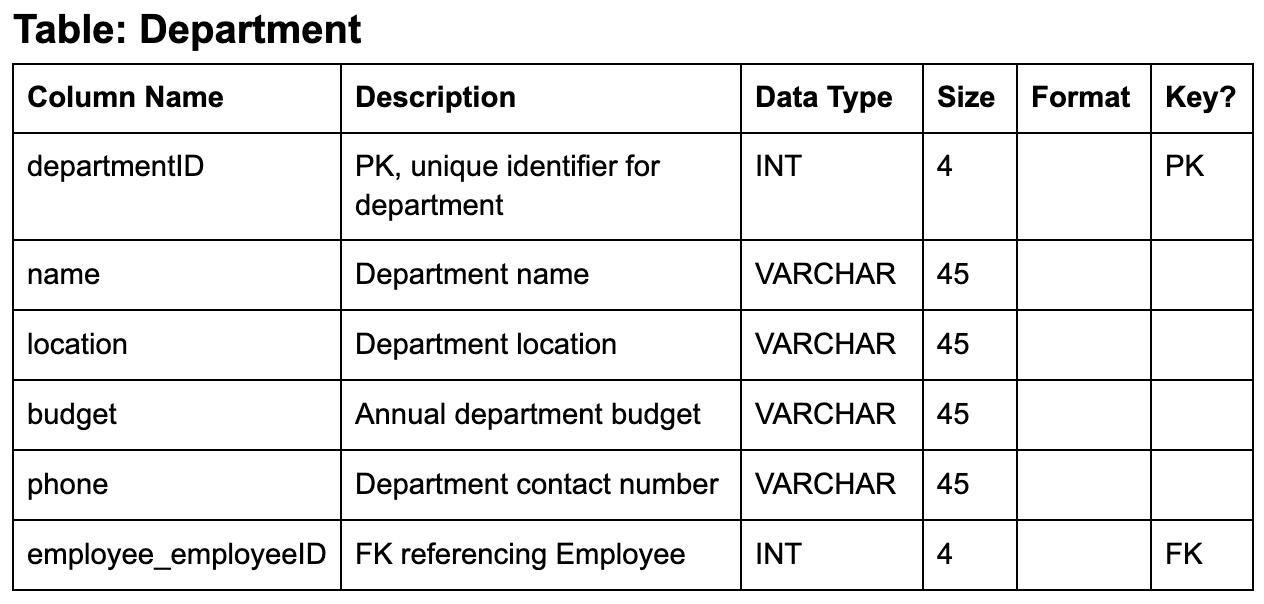 Table: Department
Column Name Description Data Type Size Format Key?
departmentID PK, unique identifier for INT 4 PK
department
name Department name VARCHAR 45
location Department location VARCHAR 45
budget Annual department budget VARCHAR 45
phone Department contact number VARCHAR 45
employee_employeeID FK referencing Employee INT 4 FK